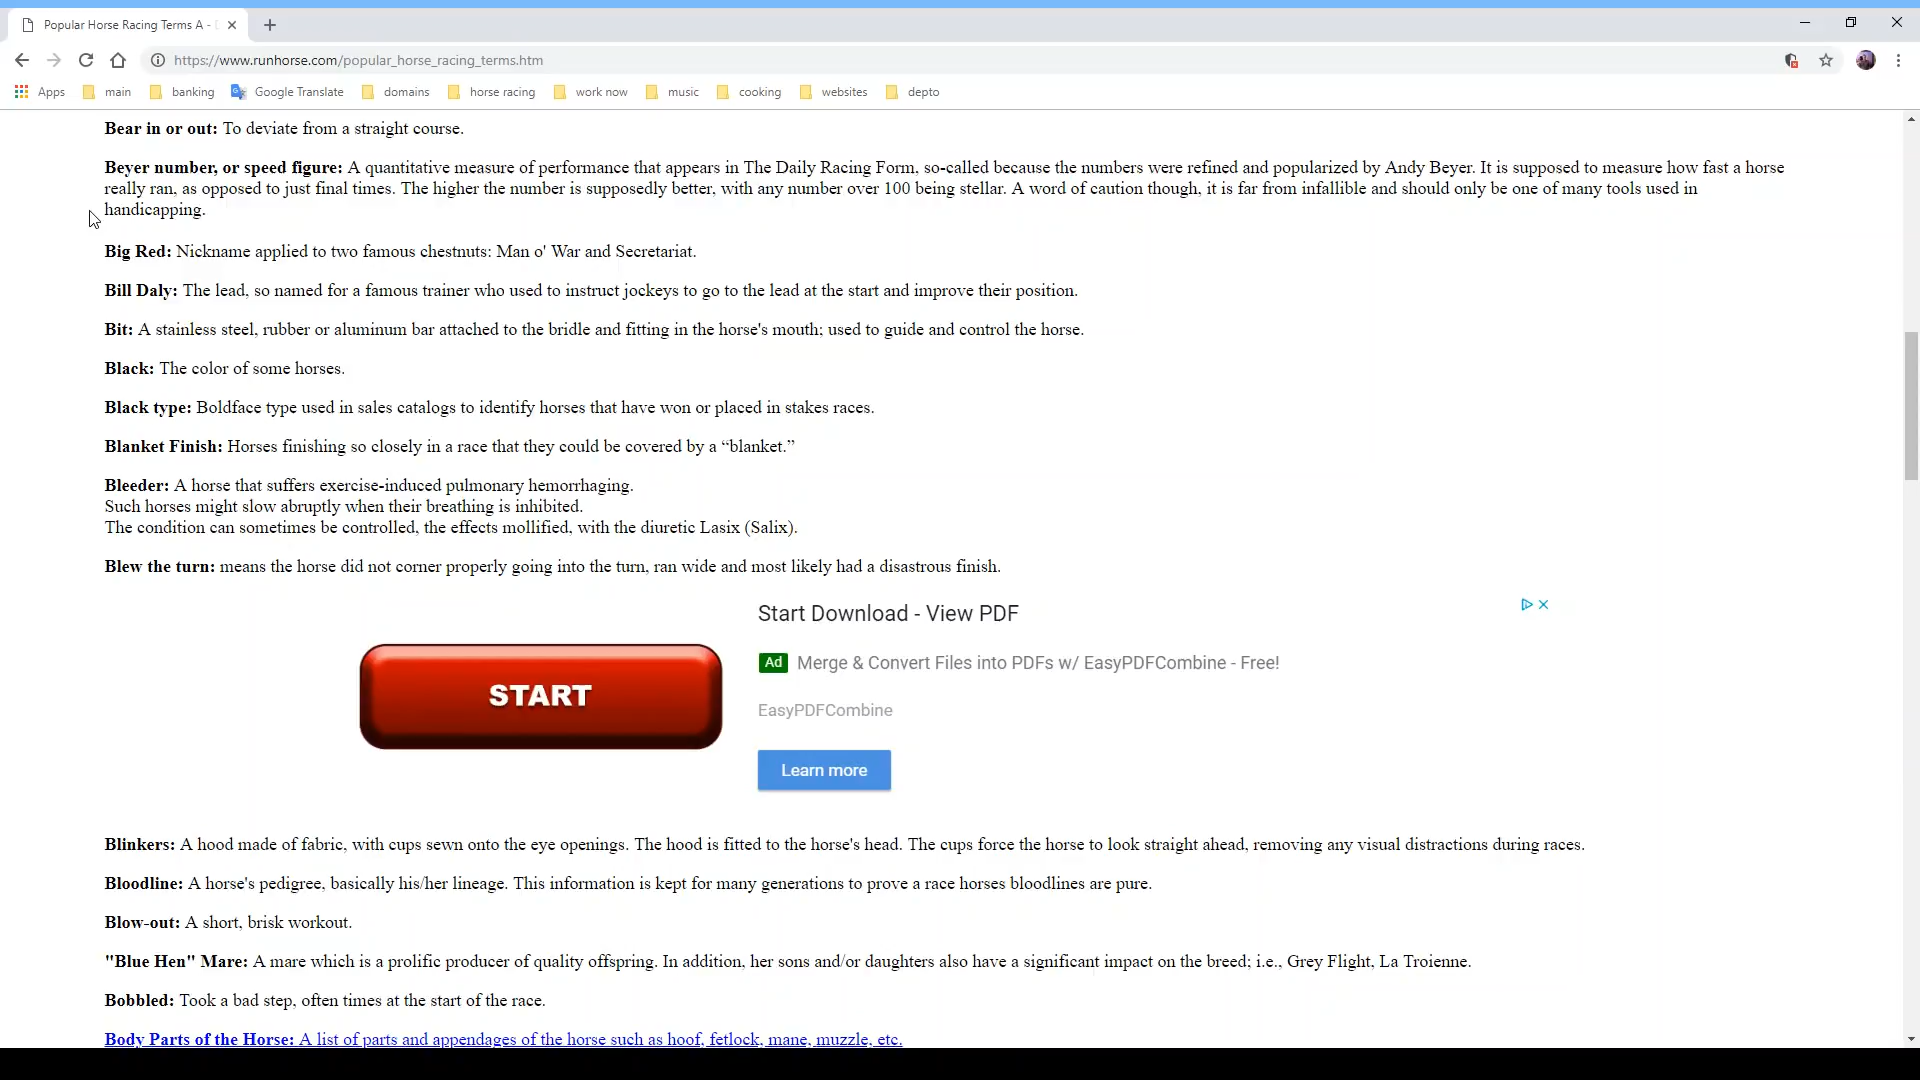 Popular Horse Racing Terms A -
https://www.runhorse.com/popular_horse_racing_terms.htm
Apps main banking Google Translate domains horse racing work now music cooking websites depto
Bear in or out: To deviate from a straight course.
Beyer number, or speed figure: A quantitative measure of performance that appears in The Daily Racing Form, so-called because the numbers were refined and popularized by Andy Beyer. It is supposed to measure how fast a horse
really ran, as opposed to just final times. The higher the number is supposedly better, with any number over 100 being stellar. A word of caution though, it is far from infallible and should only be one of many tools used in
handicapping.
Big Red: Nickname applied to two famous chestnuts: Man o' War and Secretariat.
Bill Daly: The lead, so named for a famous trainer who used to instruct jockeys to go to the lead at the start and improve their position.
Bit: A stainless steel, rubber or aluminum bar attached to the bridle and fitting in the horse's mouth; used to guide and control the horse.
Black: The color of some horses.
Black type: Boldface type used in sales catalogs to identify horses that have won or placed in stakes races.
Blanket Finish: Horses finishing so closely in a race that they could be covered by a “blanket.”
Bleeder: A horse that suffers exercise-induced pulmonary hemorrhaging.
Such horses might slow abruptly when their breathing is inhibited.
The condition can sometimes be controlled, the effects mollified, with the diuretic Lasix (Salix).
Blew the turn: means the horse did not corner properly going into the turn, ran wide and most likely had a disastrous finish.
START
Start Download - View PDF
Ad Merge & Convert Files into PDFs w/ EasyPDFCombine - Free!
EasyPDFCombine
Learn more
Blinkers: A hood made of fabric, with cups sewn onto the eye openings. The hood is fitted to the horse's head. The cups force the horse to look straight ahead, removing any visual distractions during races.
Bloodline: A horse's pedigree, basically his/her lineage. This information is kept for many generations to prove a race horses bloodlines are pure.
Blow-out: A short, brisk workout.
"Blue Hen" Mare: A mare which is a prolific producer of quality offspring. In addition, her sons and/or daughters also have a significant impact on the breed; i.e., Grey Flight, La Troienne.
Bobbled: Took a bad step, often times at the start of the race.
Body Parts of the Horse: A list of parts and appendages of the horse such as hoof, fetlock, mane, muzzle, etc.